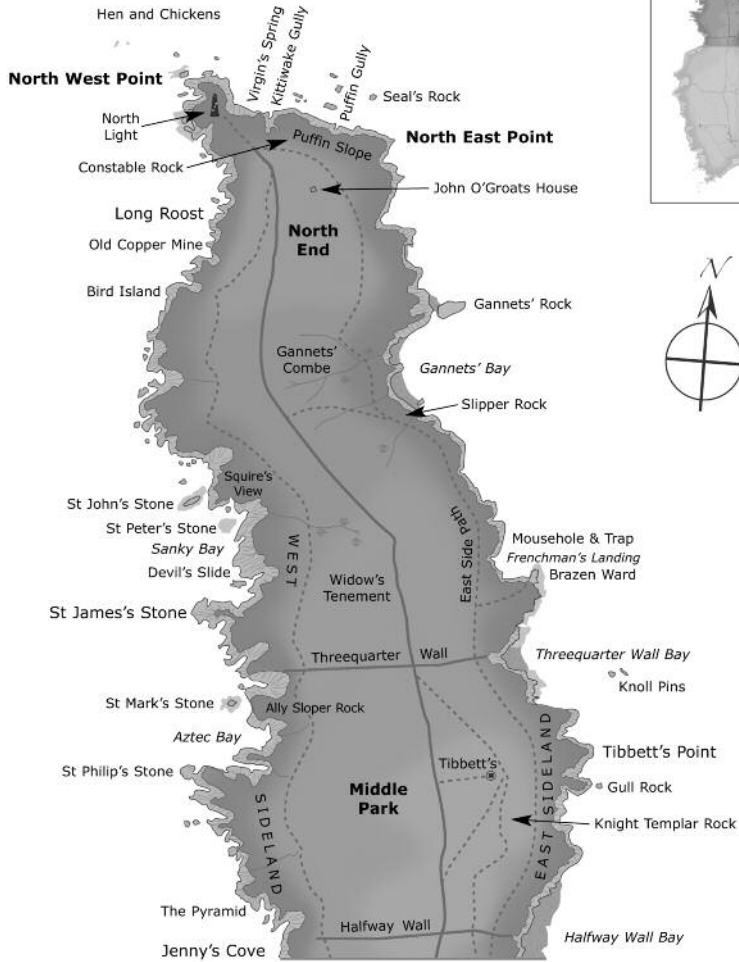 Hen and Chickens
Virgin's Spring
Kittiwake Gully
Puffin Gully
North West Point
Seal's Rock
North
Light
Puffin Slope
North East Point
Constable Rock
John O'Groats House
Long Roost
North
End
Old Copper Mine
Bird Island
Gannets' Rock
N
Gannets'
Combe
Gannets' Bay
Slipper Rock
Squire's
View
St John's Stone
St Peter's Stone
Sanky Bay
Devil's Slide
WEST
East Side Path
Mousehole & Trap
Frenchman's Landing
Brazen Ward
Widow's
Tenement
St James's Stone
Threequarter Wall
Threequarter Wall Bay
Knoll Pins
St Mark's Stone
Ally Sloper Rock
Aztec Bay
Tibbett's Point
St Philip's Stone
Tibbett's
Gull Rock
Middle
Park
SIDELAND
EAST SIDELAND
Knight Templar Rock
The Pyramid
Halfway Wall
Halfway Wall Bay
Jenny's Cove